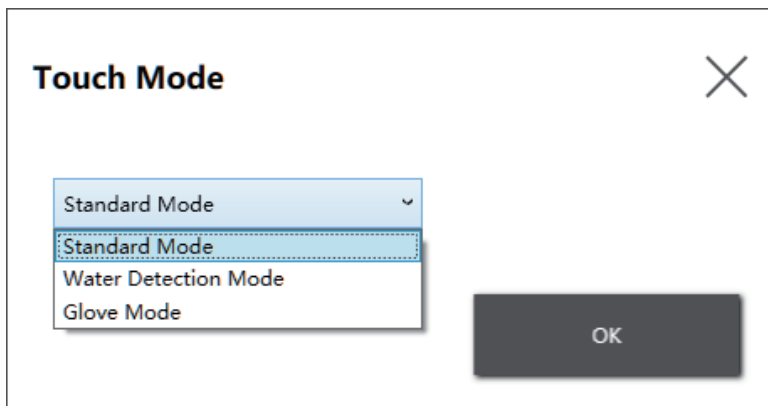 Touch Mode
Standard Mode
Standard Mode
Water Detection Mode
Glove Mode
OK